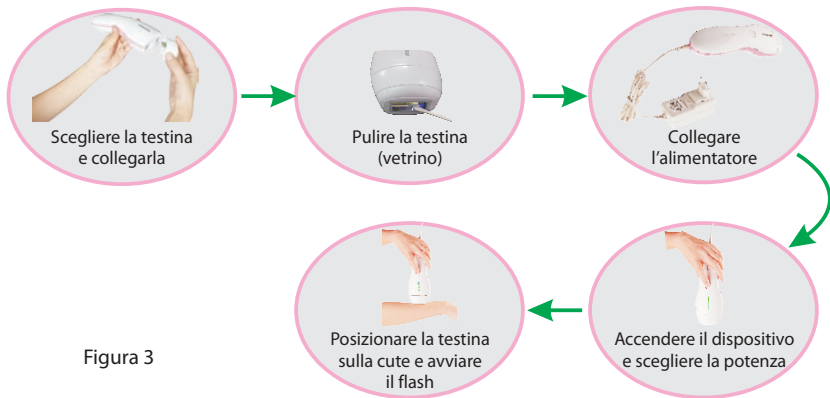 Scegliere la testina
e collegarla
Pulire la testina
(vetrino)
Collegare
l'alimentatore
Accendere il dispositivo
e scegliere la potenza
Posizionare la testina
sulla cute e avviare
il flash
Figura 3